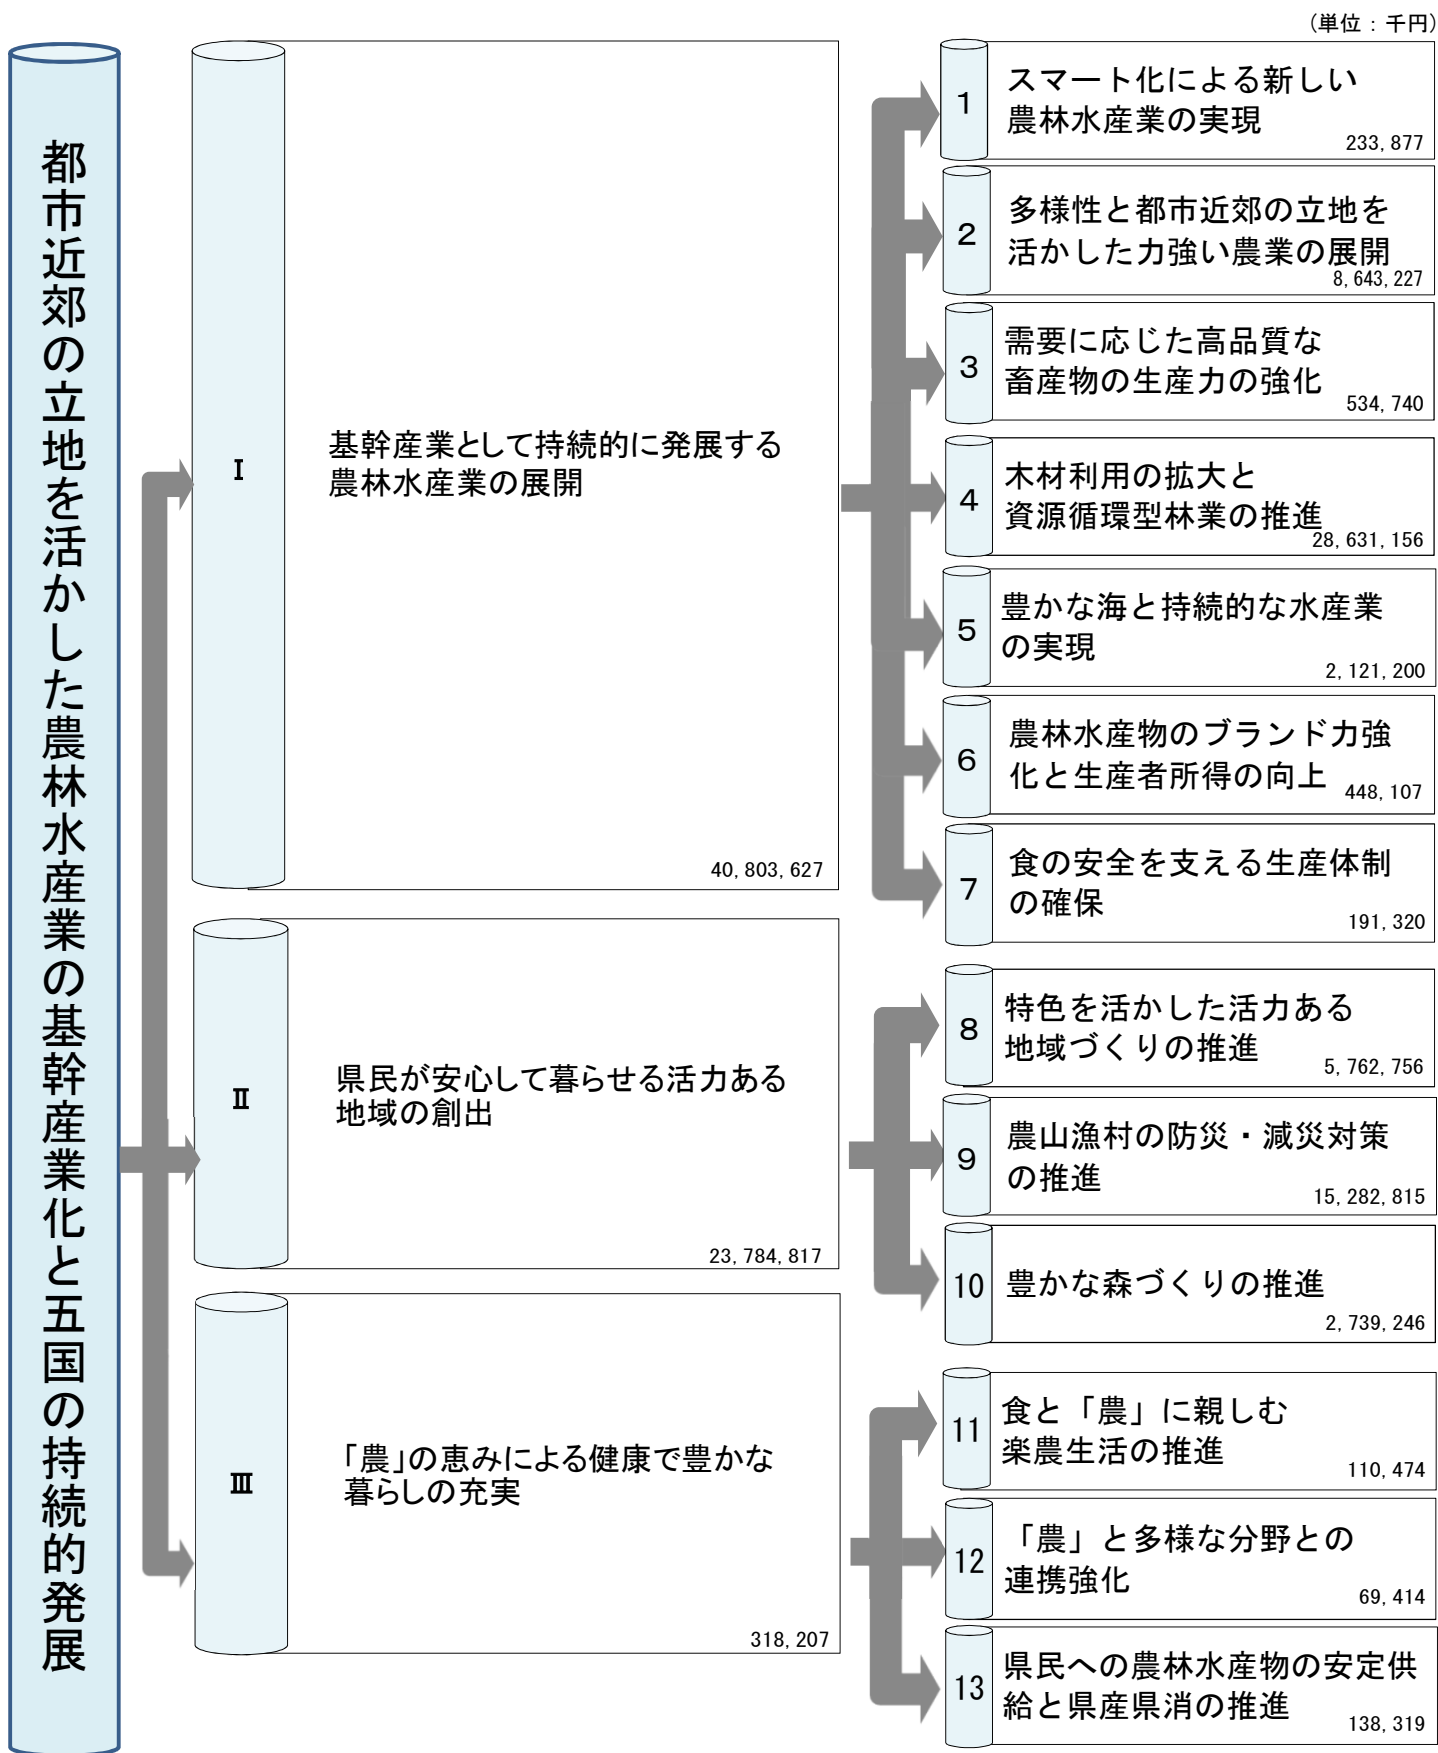 (単位：千円)
都市近郊の立地を活かした農林水産業の基幹産業化と五国の持続的発展
Ⅰ
基幹産業として持続的に発展する
農林水産業の展開
40,803,627
1
スマート化による新しい
農林水産業の実現
233,877
2
多様性と都市近郊の立地を
活かした力強い農業の展開
8,643,227
3
需要に応じた高品質な
畜産物の生産力の強化
534,740
4
木材利用の拡大と
資源循環型林業の推進
28,631,156
5
豊かな海と持続的な水産業
の実現
2,121,200
6
農林水産物のブランド力強
化と生産者所得の向上
448,107
7
食の安全を支える生産体制
の確保
191,320
Ⅱ
県民が安心して暮らせる活力ある
地域の創出
23,784,817
8
特色を活かした活力ある
地域づくりの推進
5,762,756
9
農山漁村の防災・減災対策
の推進
15,282,815
10
豊かな森づくりの推進
2,739,246
Ⅲ
「農」の恵みによる健康で豊かな
暮らしの充実
318,207
11
食と「農」に親しむ
楽農生活の推進
110,474
12
「農」と多様な分野との
連携強化
69,414
13
県民への農林水産物の安定供
給と県産県消の推進
138,319